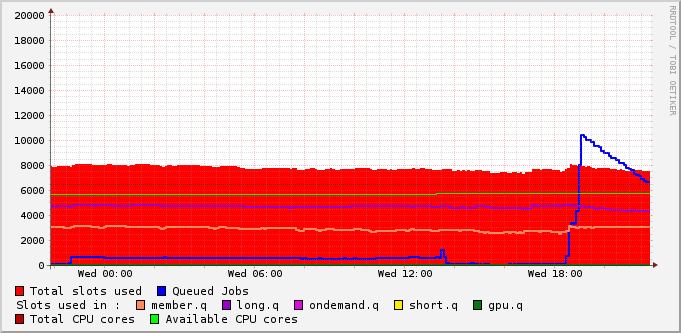 20000
18000
16000
14000
12000
10000
8000
6000
4000
2000
0
Wed 00:00 Wed 06:00 Wed 12:00 Wed 18:00
RRDTOOL / TOBI OETIKER
Total slots used Queued Jobs
Slots used in : member.q long.q ondemand.q short.q gpu.q
Total CPU cores Available CPU cores